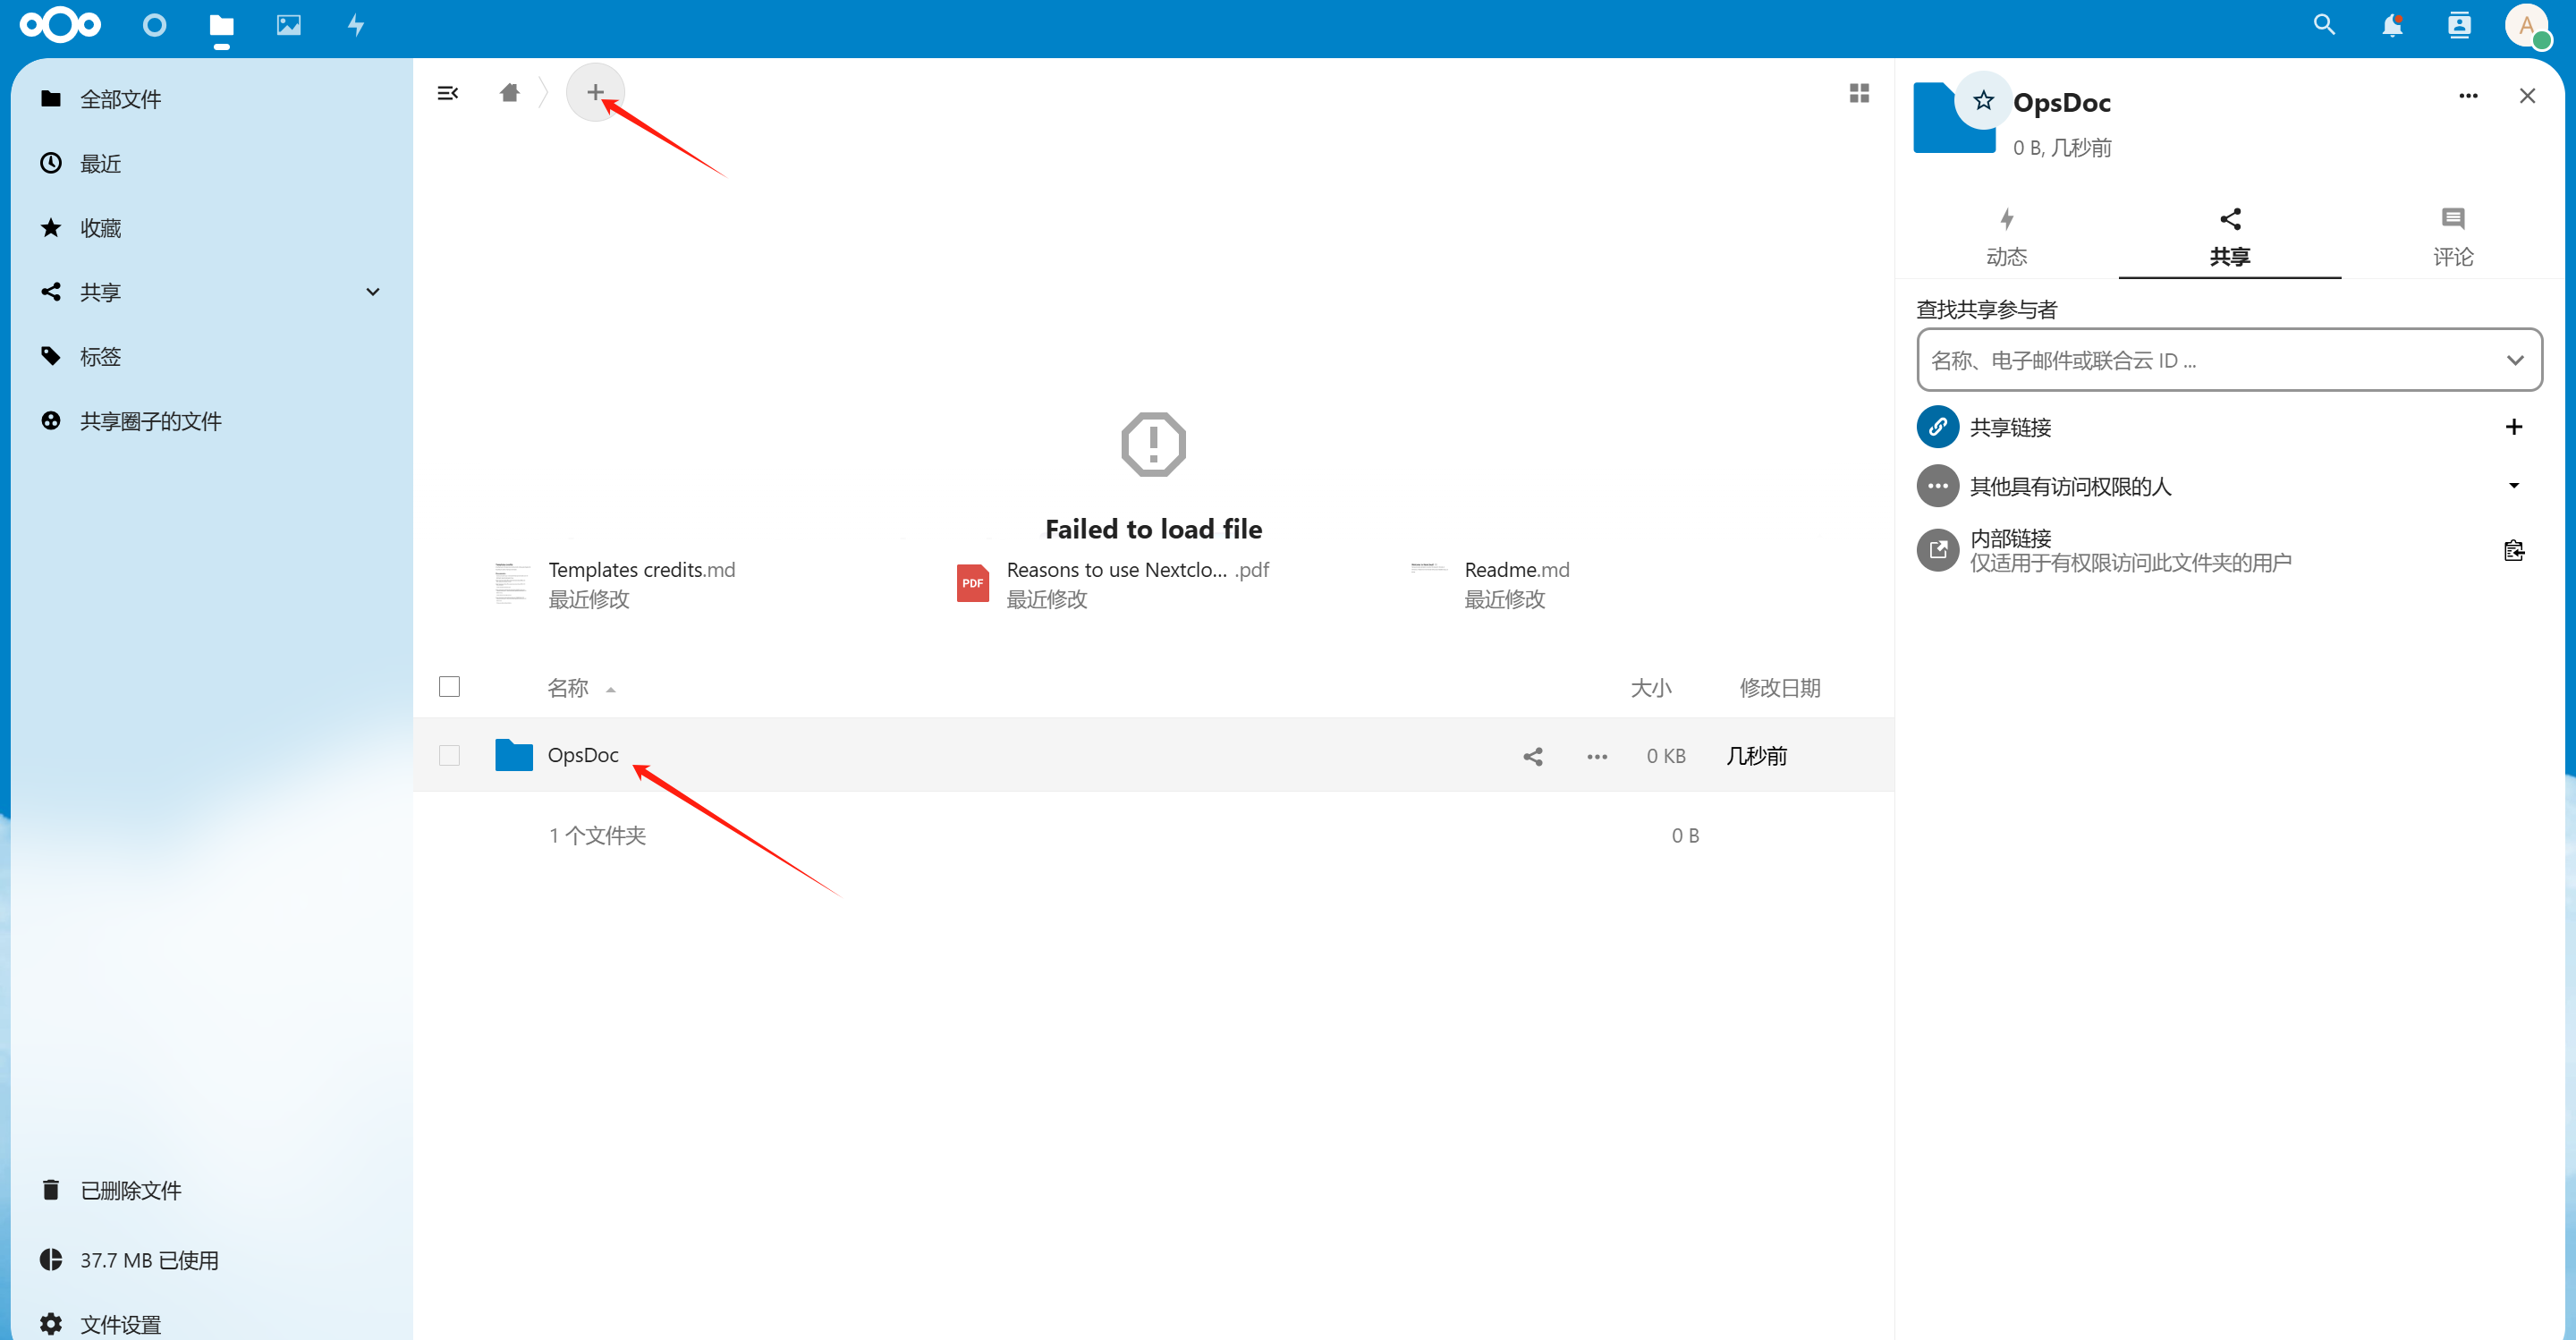 A
全部文件
最近
收藏
共享
标签
共享圈子的文件
已删除文件
37.7 MB 已使用
文件设置
Failed to load file
Templates credits.md
最近修改
PDF
Reasons to use Nextclo... .pdf
最近修改
Readme.md
最近修改
名称
大小
修改日期
OpsDoc
0 KB
几秒前
1 个文件夹
0 B
OpsDoc
0 B, 几秒前
动态
共享
评论
查找共享参与者
名称、电子邮件或联合云 ID ...
共享链接
其他具有访问权限的人
内部链接
仅适用于有权限访问此文件夹的用户